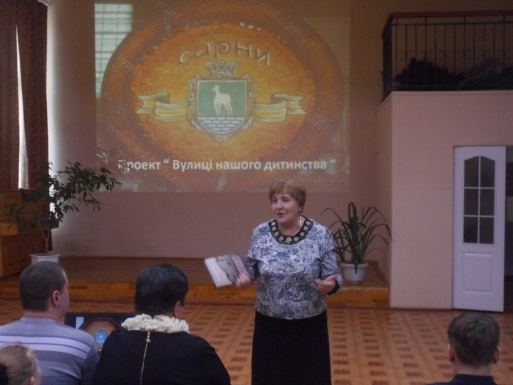 сарни
Проект “ Вулиці нашого дитинства ”